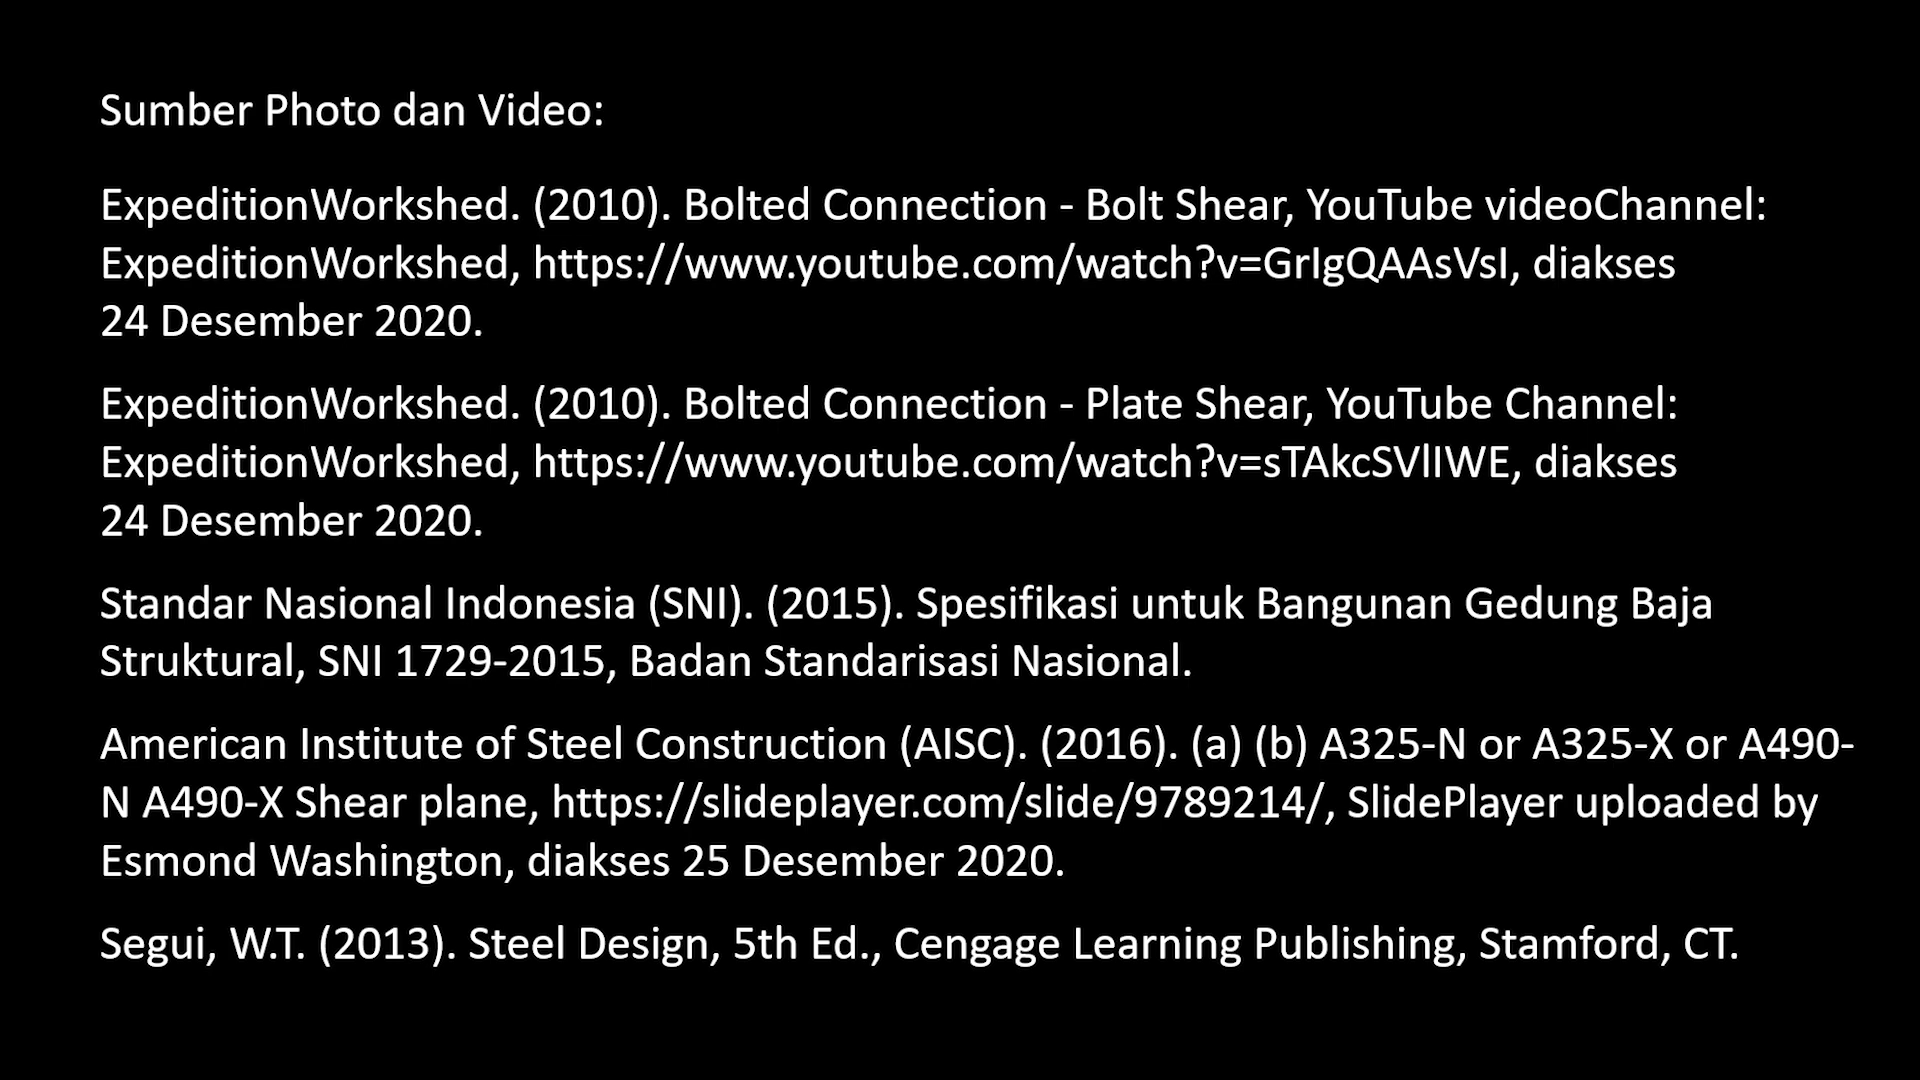 Sumber Photo dan Video:
ExpeditionWorkshed. (2010). Bolted Connection - Bolt Shear, YouTube videoChannel:
ExpeditionWorkshed, https://www.youtube.com/watch?v=GrIgQAAsVsI, diakses
24 Desember 2020.
ExpeditionWorkshed. (2010). Bolted Connection - Plate Shear, YouTube Channel:
ExpeditionWorkshed, https://www.youtube.com/watch?v=sTAkcSVlIWE, diakses
24 Desember 2020.
Standar Nasional Indonesia (SNI). (2015). Spesifikasi untuk Bangunan Gedung Baja
Struktural, SNI 1729-2015, Badan Standarisasi Nasional.
American Institute of Steel Construction (AISC). (2016). (a) (b) A325-N or A325-X or A490-
N A490-X Shear plane, https://slideplayer.com/slide/9789214/, SlidePlayer uploaded by
Esmond Washington, diakses 25 Desember 2020.
Segui, W.T. (2013). Steel Design, 5th Ed., Cengage Learning Publishing, Stamford, CT.